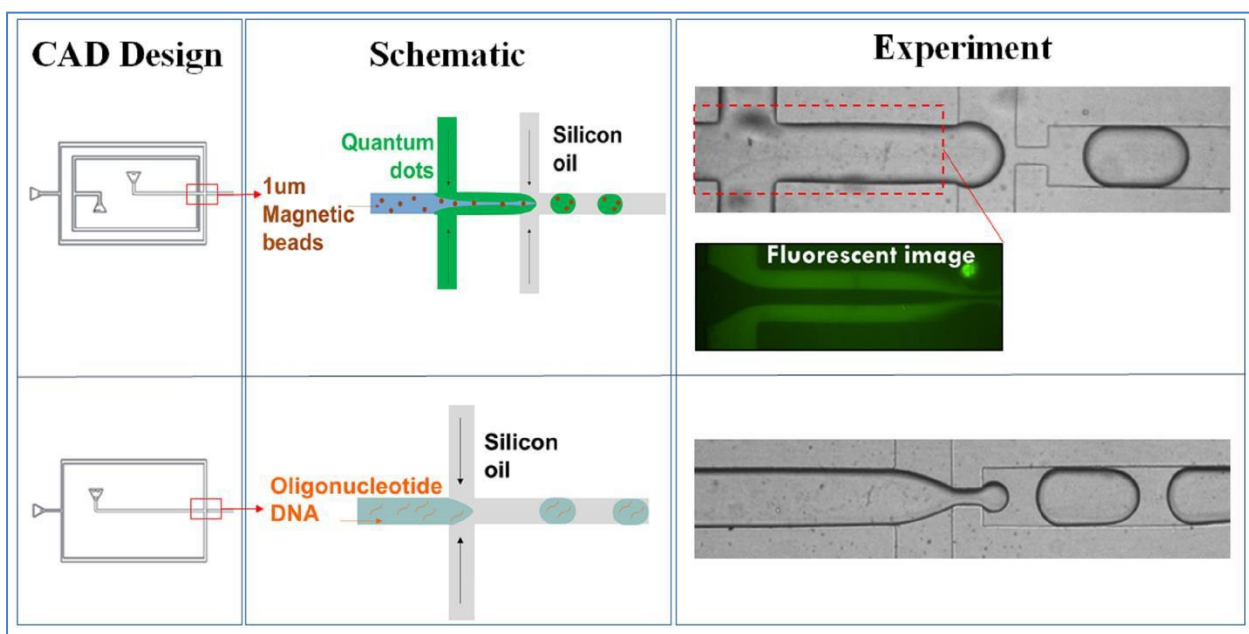 CAD Design
Schematic
Experiment
Quantum
dots
Silicon
oil
1um
Magnetic
beads
Fluorescent image
Silicon
oil
Oligonucleotide
DNA